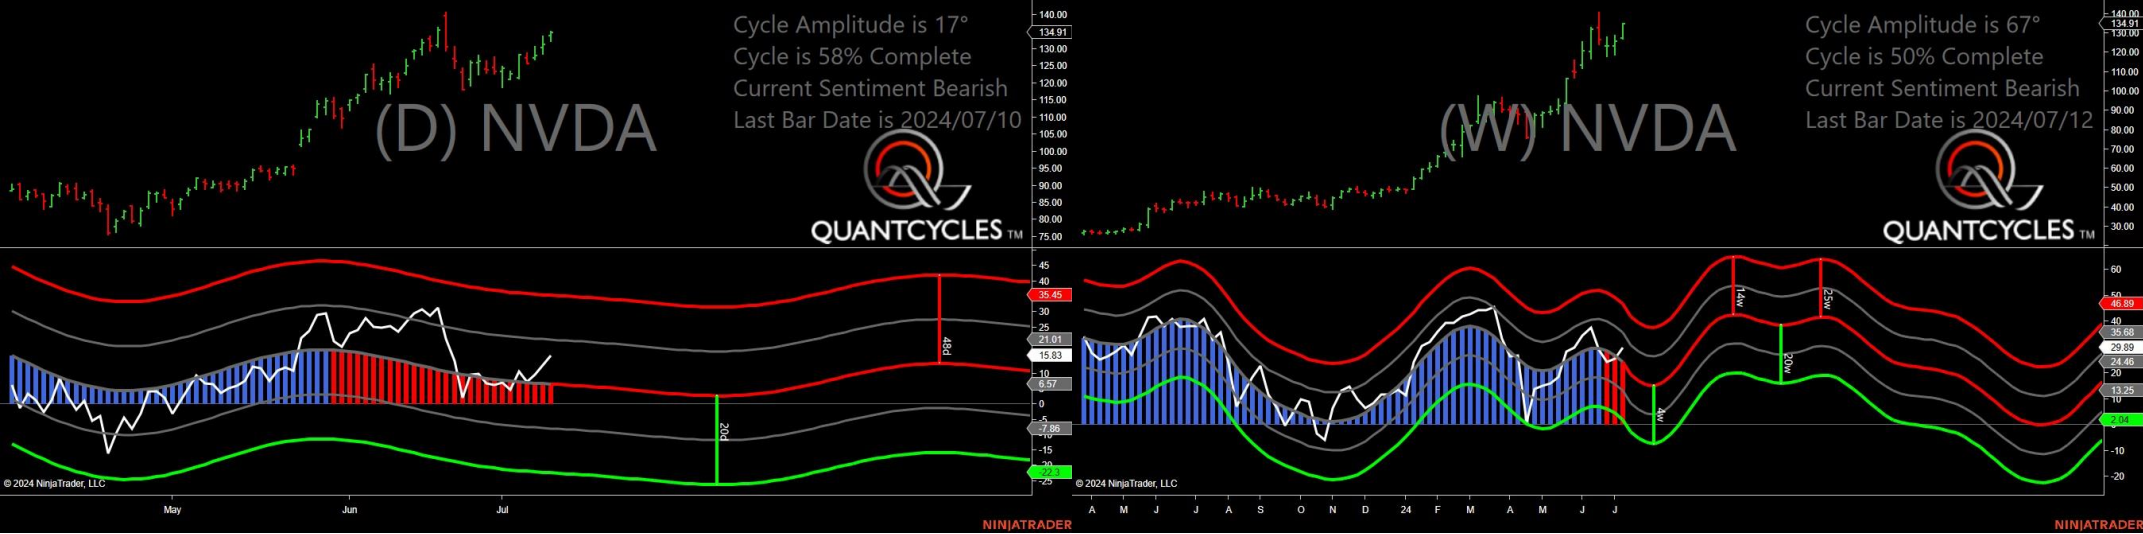 Cycle Amplitude is 17°
Cycle is 58% Complete
Current Sentiment Bearish
Last Bar Date is 2024/07/10
(D) NVDA
QUANTCYCLES TM
140.00
134.91
130.00
125.00
120.00
115.00
110.00
105.00
100.00
95.00
90.00
85.00
80.00
75.00
45
40
35.45
30
25
21.01
15.83
10
6.57
0
-5
-7.86
-15
-20
-22.3
-25
48d
20d
© 2024 NinjaTrader, LLC
May Jun Jul
NINJATRADER
Cycle Amplitude is 67°
Cycle is 50% Complete
Current Sentiment Bearish
Last Bar Date is 2024/07/12
(W) NVDA
QUANTCYCLES TM
140.00
134.91
130.00
120.00
110.00
100.00
90.00
80.00
70.00
60.00
50.00
40.00
30.00
60
50
46.89
40
35.68
29.89
24.46
20
13.25
10
2.04
-10
-20
14w
25w
4w
20w
© 2024 NinjaTrader, LLC
A M J J A S O N D 24 F M A M J J
NINJATRADER